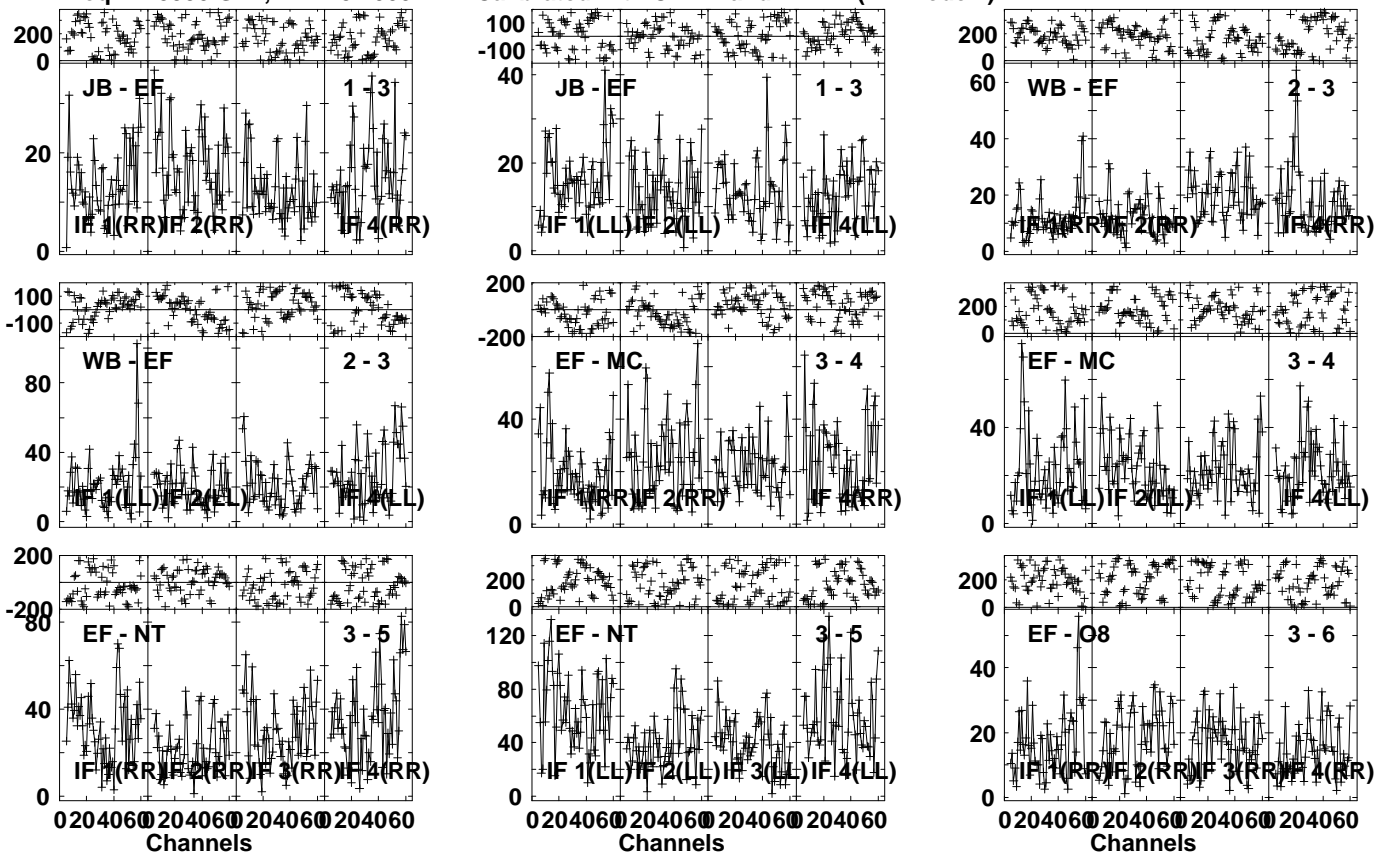 200 100 200
0 -100 0
JB - EF 1 - 3 40 JB - EF 1 - 3 60 WB - EF 2 - 3
20 20 40
20
IF 1(RR) IF 2(RR) IF 4(RR) IF 1(LL) IF 2(LL) IF 4(LL) IF 1(RR) IF 2(RR) IF 4(RR)
0 0 0
100 200 200
-100 -200 0
WB - EF 2 - 3 EF - MC 3 - 4 EF - MC 3 - 4
80
40 40 40
IF 1(LL) IF 2(LL) IF 4(LL) IF 1(RR) IF 2(RR) IF 4(RR) IF 1(LL) IF 2(LL) IF 4(LL)
0 0 0
200 200 200
-200 0 0
80 EF - NT 3 - 5 120 EF - NT 3 - 5 EF - O8 3 - 6
40 80 40
40 20
IF 1(RR) IF 2(RR) IF 3(RR) IF 4(RR) IF 1(LL) IF 2(LL) IF 3(LL) IF 4(LL) IF 1(RR) IF 2(RR) IF 3(RR) IF 4(RR)
0 0 0
0 20 40 60 0 20 40 60 0 20 40 60 0 20 40 60 0 20 40 60 0 20 40 60 0 20 40 60 0 20 40 60 0 20 40 60 0 20 40 60 0 20 40 60 0 20 40 60
Channels Channels Channels